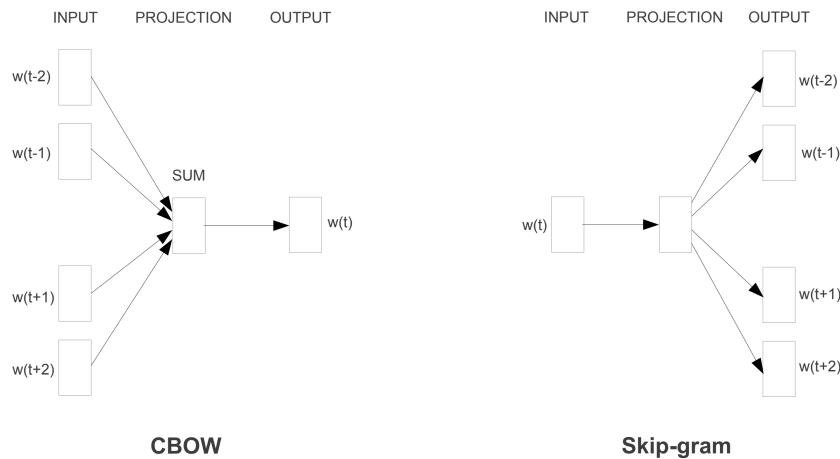 INPUT PROJECTION OUTPUT
w(t-2)
w(t-1)
SUM
w(t)
w(t+1)
w(t+2)
CBOW
INPUT PROJECTION OUTPUT
w(t-2)
w(t-1)
w(t)
w(t+1)
w(t+2)
Skip-gram